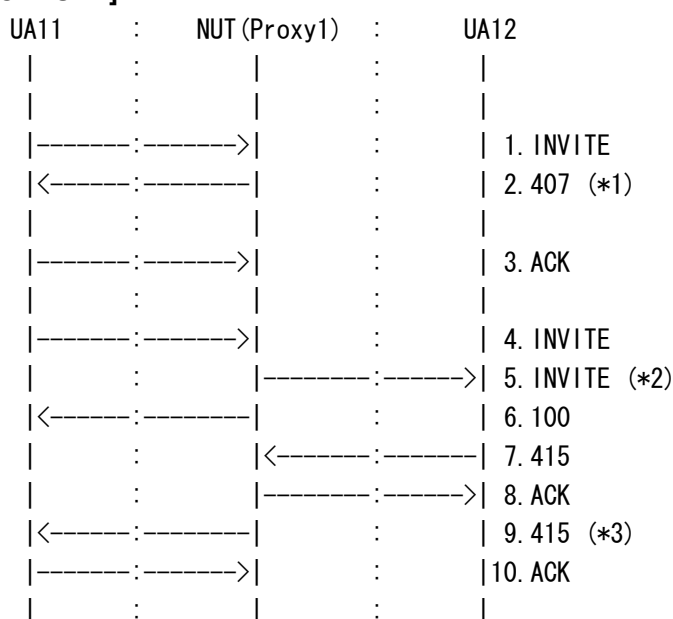 UA11 : NUT(Proxy1) : UA12
| : | : |
| : | : |
|------:------->| : | 1. INVITE
|<------:-------| : | 2. 407 (*1)
| : | : |
|------:------->| : | 3. ACK
| : | : |
|------:------->| : | 4. INVITE
| : |-------:------>| 5. INVITE (*2)
|<------:-------| : | 6. 100
| : |<------:-------| 7. 415
| : |-------:------>| 8. ACK
|<------:-------| : | 9. 415 (*3)
|------:------->| : |10. ACK
| : | : |